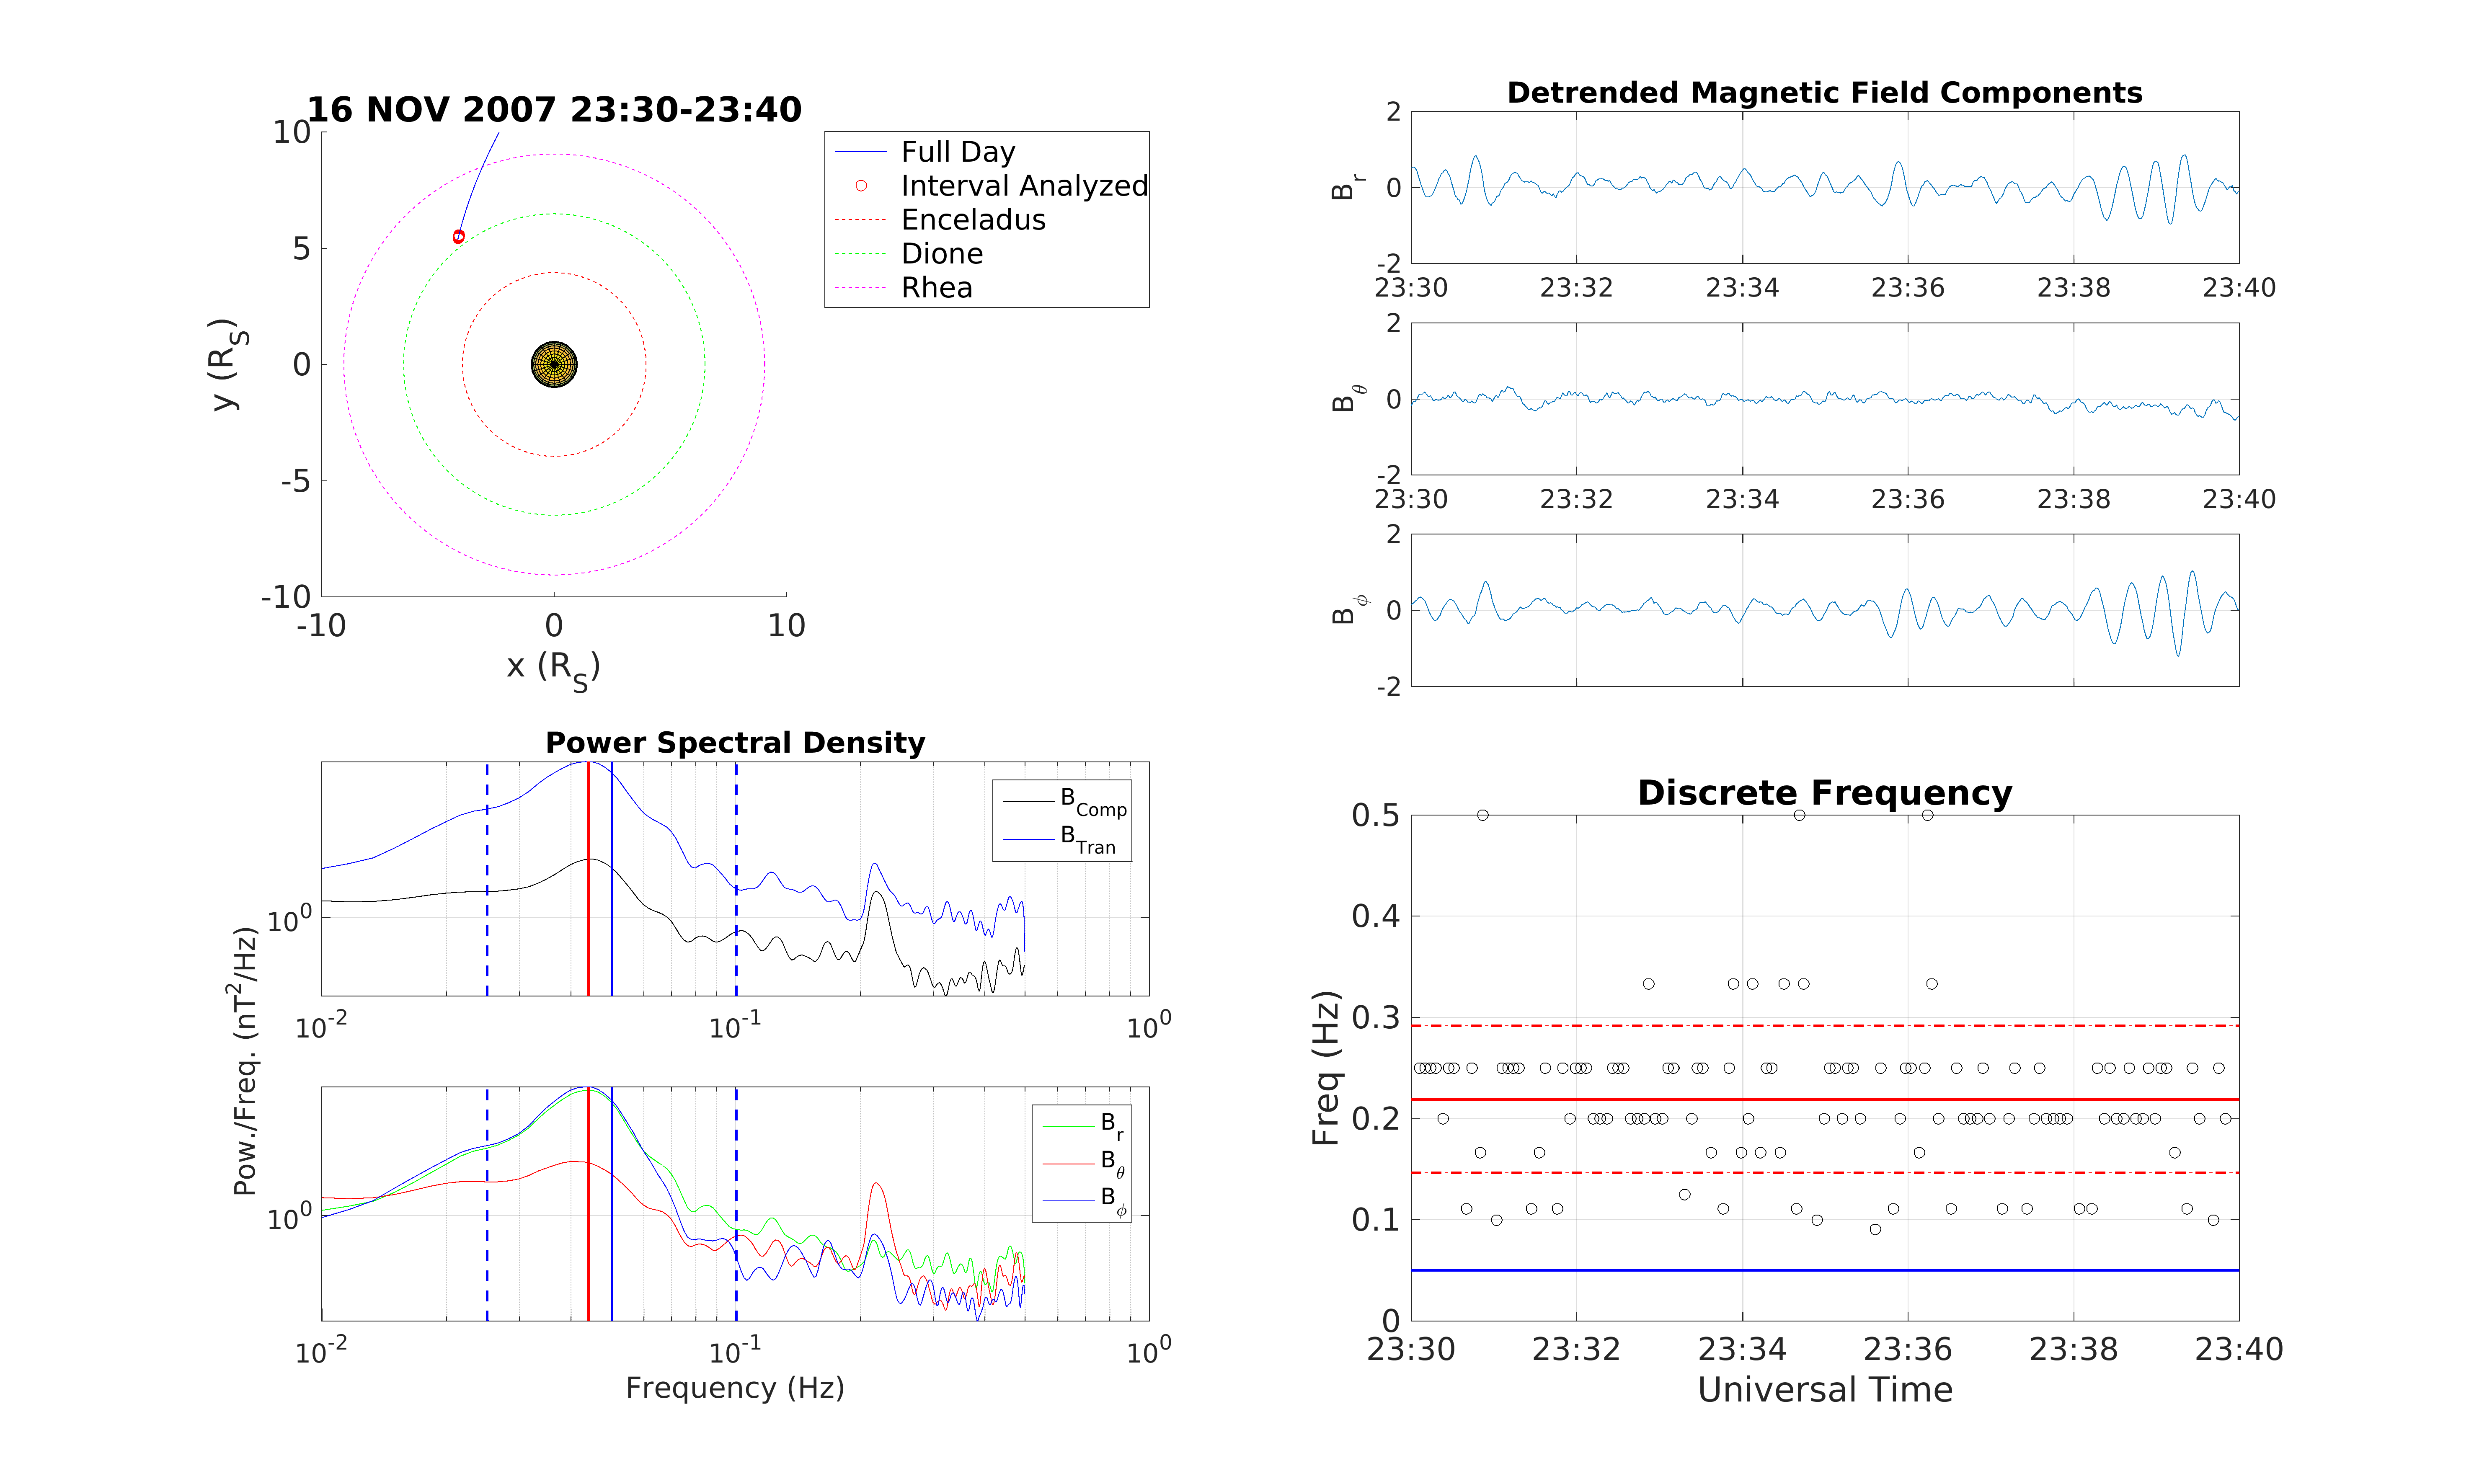 16 NOV 2007 23:30-23:40
10
5
0
-5
-10
-10 0 10
y (R_S)
x (R_S)
Full Day
Interval Analyzed
Enceladus
Dione
Rhea
Detrended Magnetic Field Components
2
0
-2
B_r
23:30 23:32 23:34 23:36 23:38 23:40
2
0
-2
B_θ
23:30 23:32 23:34 23:36 23:38 23:40
2
0
-2
B_ϕ
Power Spectral Density
B_Comp
B_Tran
10^0
10^-2 10^-1 10^0
Pow./Freq. (nT^2/Hz)
B_r
B_θ
B_ϕ
10^0
10^-2 10^-1 10^0
Frequency (Hz)
Discrete Frequency
0.5
0.4
0.3
0.2
0.1
0
Freq (Hz)
23:30 23:32 23:34 23:36 23:38 23:40
Universal Time